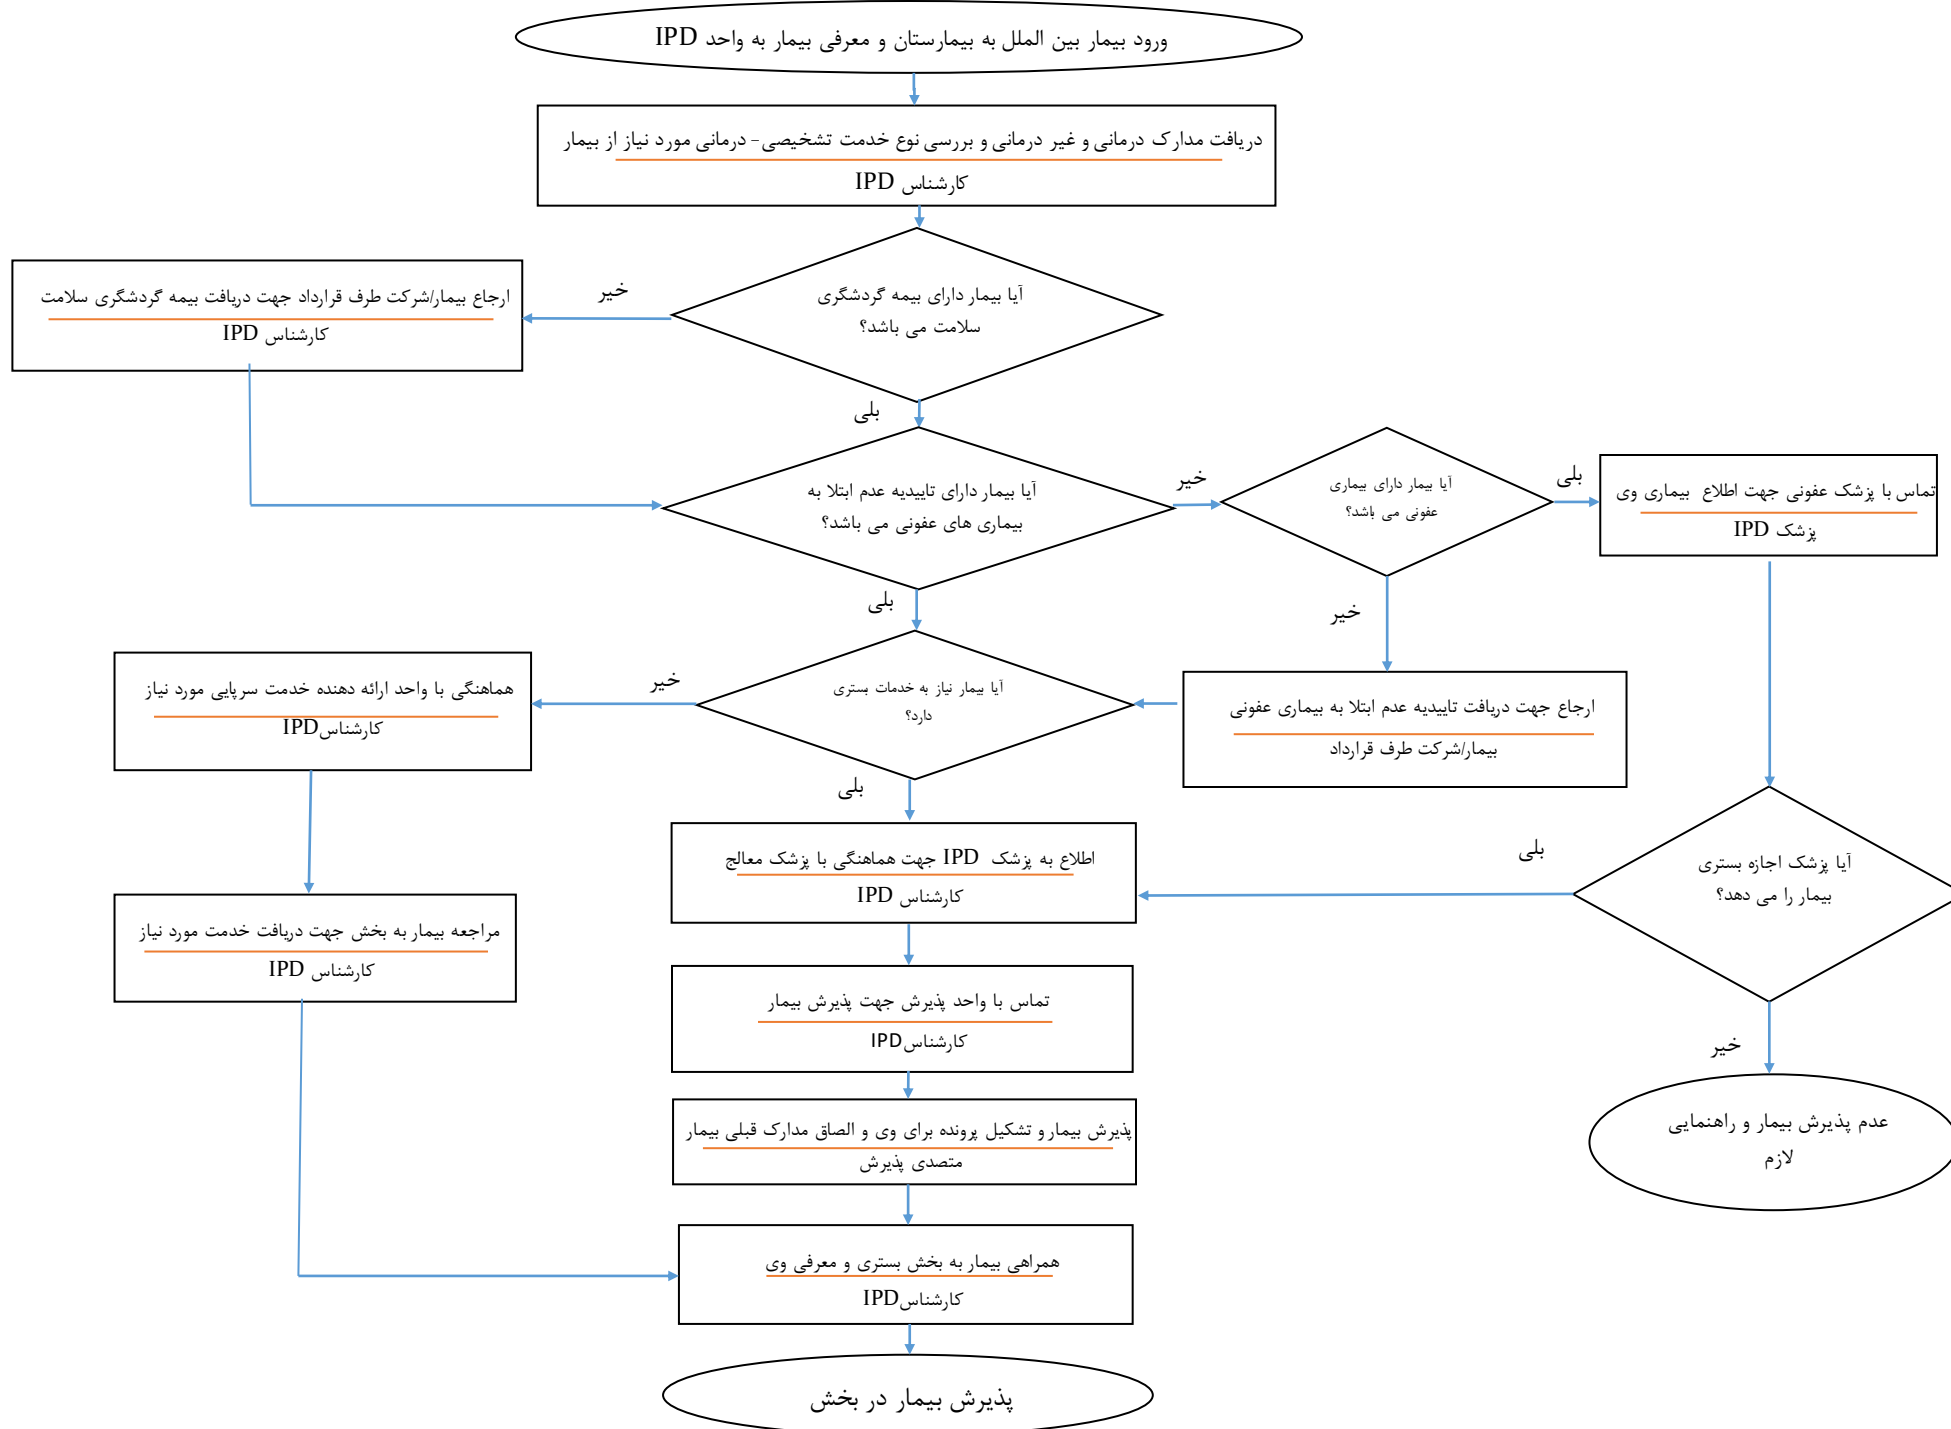 ورود بیمار بین الملل به بیمارستان و معرفی بیمار به واحد IPD
دریافت مدارک درمانی و غیر درمانی و بررسی نوع خدمت تشخیصی- درمانی مورد نیاز از بیمار
کارشناس IPD
آیا بیمار دارای بیمه گردشگری
سلامت می باشد؟
خیر
ارجاع بیمار/شرکت طرف قرارداد جهت دریافت بیمه گردشگری سلامت
کارشناس IPD
بلی
آیا بیمار دارای تاییدیه عدم ابتلا به
بیماری های عفونی می باشد؟
خیر
آیا بیمار دارای بیماری
عفونی می باشد؟
بلی
تماس با پزشک عفونی جهت اطلاع بیماری وی
پزشک IPD
بلی
خیر
آیا بیمار نیاز به خدمات بستری
دارد؟
خیر
هماهنگی با واحد ارائه دهنده خدمت سرپایی مورد نیاز
کارشناسIPD
ارجاع جهت دریافت تاییدیه عدم ابتلا به بیماری عفونی
بیمار/شرکت طرف قرارداد
بلی
اطلاع به پزشک IPD جهت هماهنگی با پزشک معالج
کارشناس IPD
بلی
آیا پزشک اجازه بستری
بیمار را می دهد؟
مراجعه بیمار به بخش جهت دریافت خدمت مورد نیاز
کارشناس IPD
تماس با واحد پذیرش جهت پذیرش بیمار
کارشناسIPD
خیر
عدم پذیرش بیمار و راهنمایی
لازم
پذیرش بیمار و تشکیل پرونده برای وی و الصاق مدارک قبلی بیمار
متصدی پذیرش
همراهی بیمار به بخش بستری و معرفی وی
کارشناسIPD
پذیرش بیمار در بخش